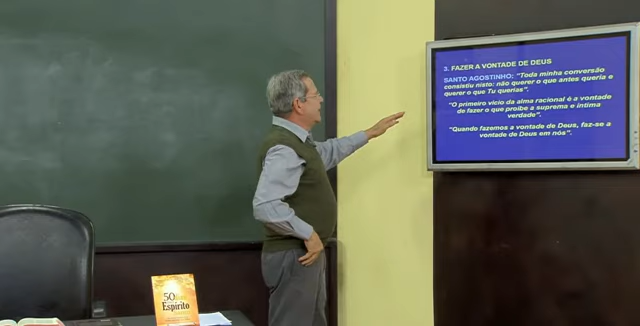 3. FAZER A VONTADE DE DEUS
SANTO AGOSTINHO: “Toda minha conversão
consistiu nisto: não querer o que antes queria e
querer o que Tu querias”.
“O primeiro vício da alma racional é a vontade
de fazer o que proíbe a suprema e íntima
verdade”.
“Quando fazemos a vontade de Deus, faz-se a
vontade de Deus em nós”.
50
Espírito